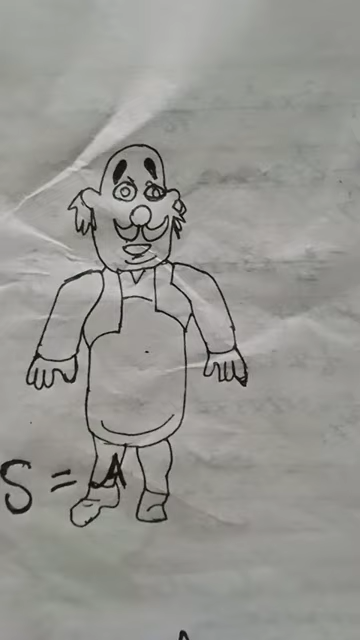 S = A